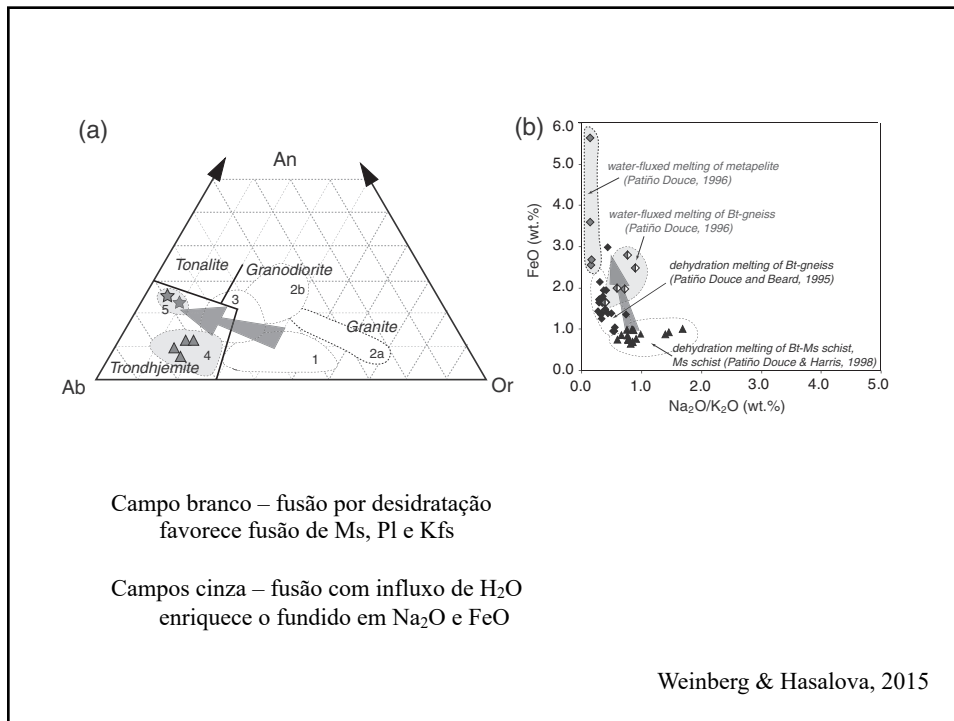 (a)
An
Tonalite
Granodiorite
2b
3
5
Granite
1
4
2a
Trondhjemite
Ab
Or
(b)
6.0
5.0
4.0
3.0
2.0
1.0
0.0
FeO (wt.%)
water-fluxed melting of metapelite
(Patiño Douce, 1996)
water-fluxed melting of Bt-gneiss
(Patiño Douce, 1996)
dehydration melting of Bt-gneiss
(Patiño Douce and Beard, 1995)
dehydration melting of Bt-Ms schist,
Ms schist (Patiño Douce & Harris, 1998)
0.0 1.0 2.0 3.0 4.0 5.0
Na₂O/K₂O (wt.%)
Campo branco – fusão por desidratação
favorece fusão de Ms, Pl e Kfs
Campos cinza – fusão com influxo de H₂O
enriquece o fundido em Na₂O e FeO
Weinberg & Hasalova, 2015